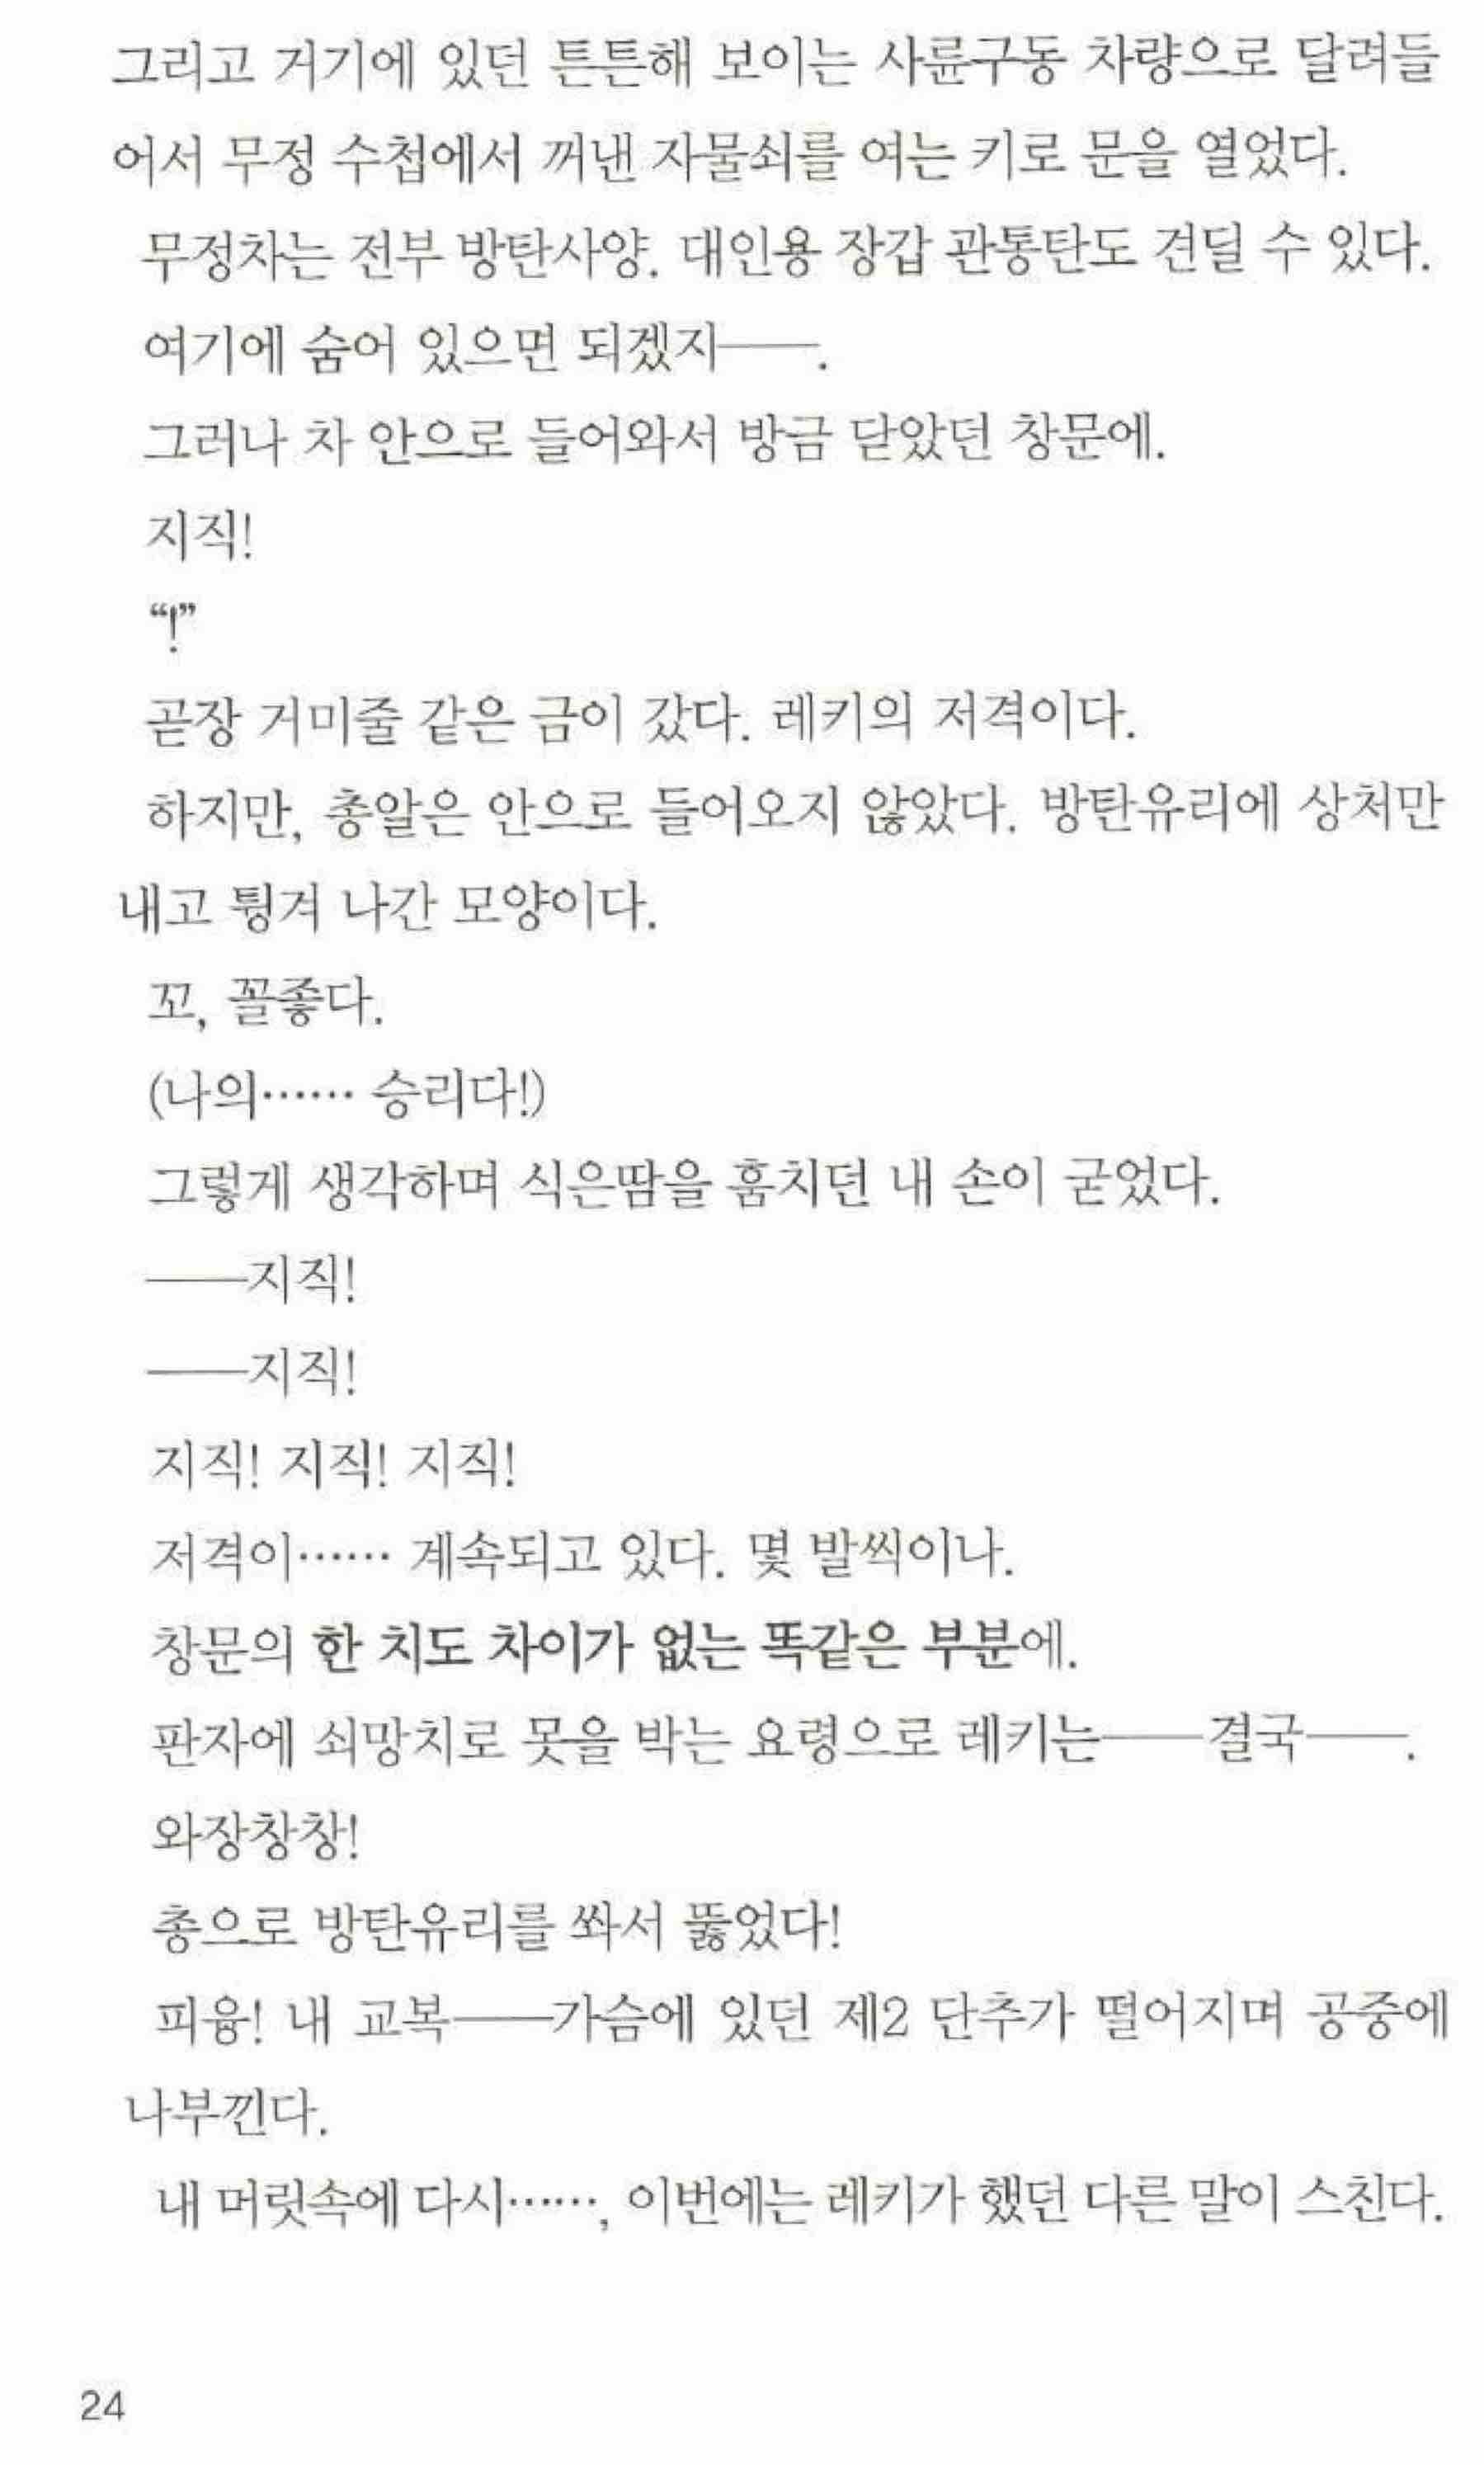 그리고 거기에 있던 튼튼해 보이는 사륜구동 차량으로 달려들
어서 무정 수첩에서 꺼낸 자물쇠를 여는 키로 문을 열었다.
무정차는 전부 방탄사양. 대인용 장갑 관통탄도 견딜 수 있다.
여기에 숨어 있으면 되겠지──.
그러나 차 안으로 들어와서 방금 닫았던 창문에.
지직!
“!”
곧장 거미줄 같은 금이 갔다. 레키의 저격이다.
하지만, 총알은 안으로 들어오지 않았다. 방탄유리에 상처만
내고 튕겨 나간 모양이다.
꼬, 꼴좋다.
(나의…… 승리다!)
그렇게 생각하며 식은땀을 훔치던 내 손이 굳었다.
──지직!
──지직!
지직! 지직! 지직!
저격이…… 계속되고 있다. 몇 발씩이나.
창문의 한 치도 차이가 없는 똑같은 부분에.
판자에 쇠망치로 못을 박는 요령으로 레키는──결국──.
와장창창!
총으로 방탄유리를 쏴서 뚫었다!
피융! 내 교복──가슴에 있던 제2 단추가 떨어지며 공중에
나부낀다.
내 머릿속에 다시……, 이번에는 레키가 했던 다른 말이 스친다.
24